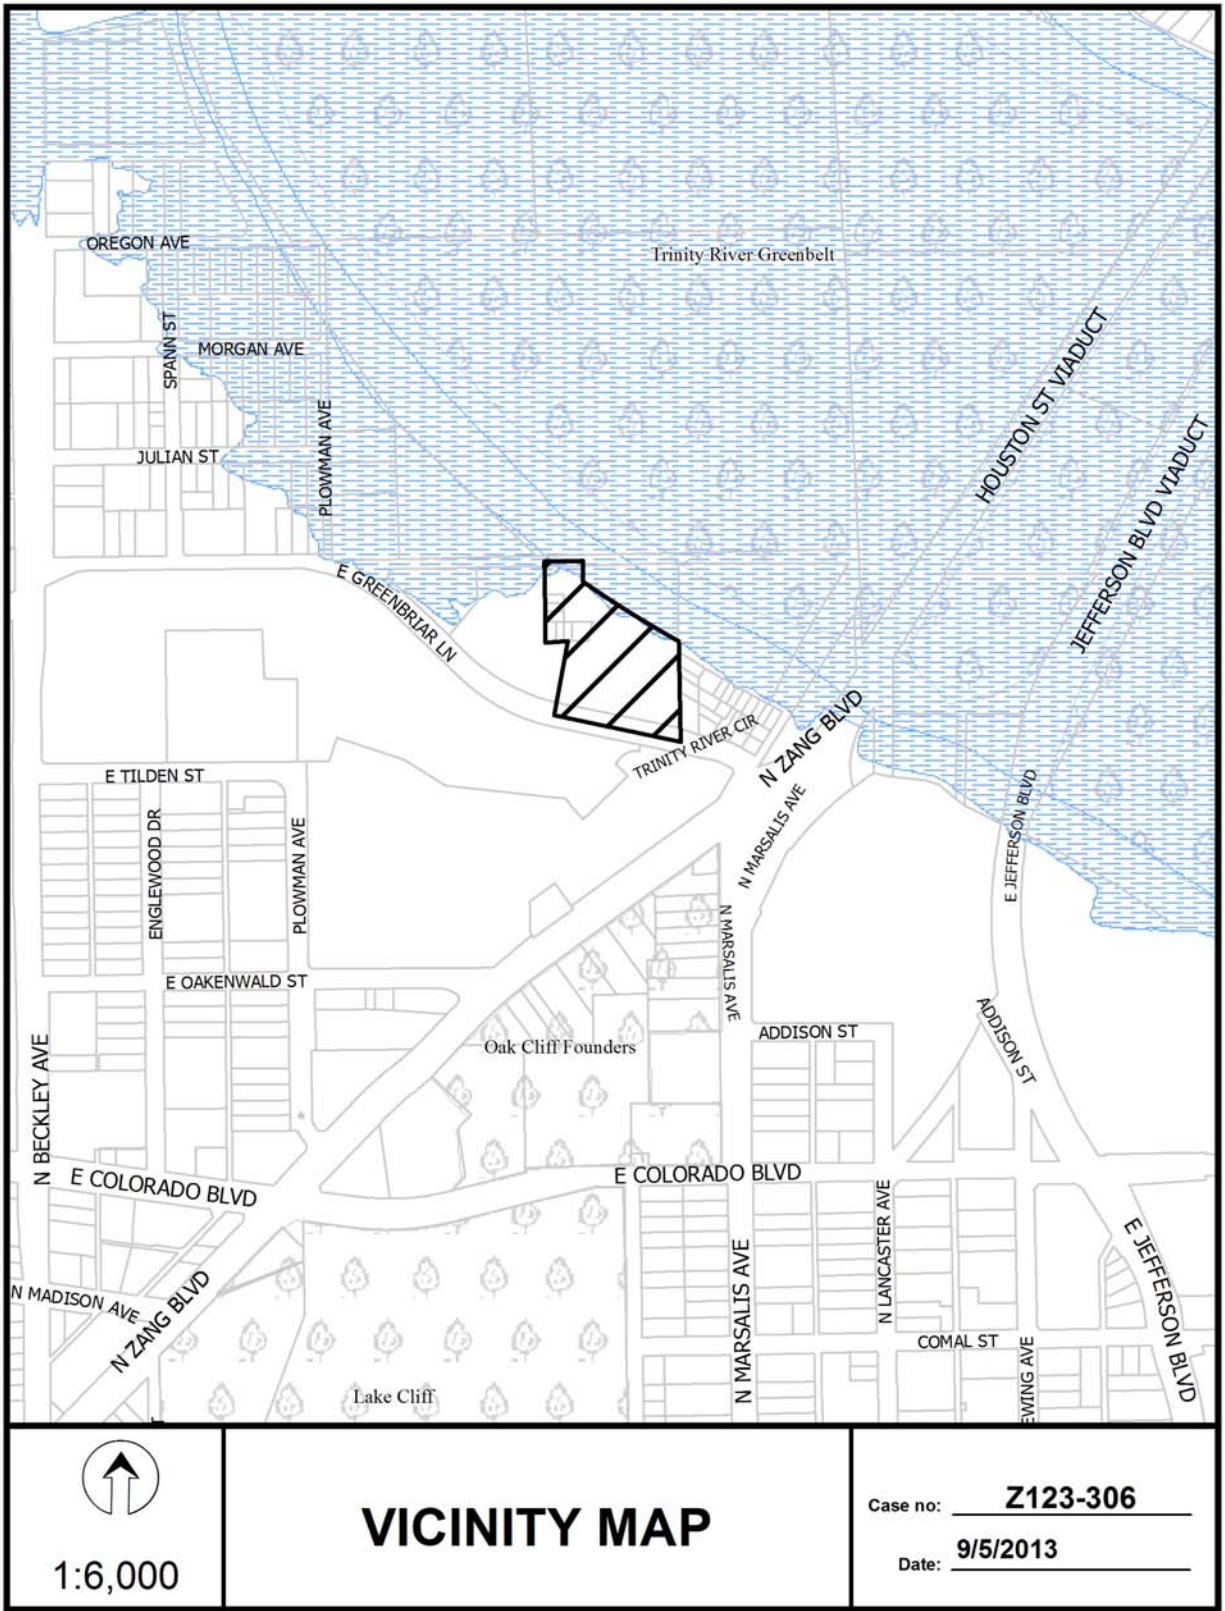 OREGON AVE
Trinity River Greenbelt
SPANN ST
MORGAN AVE
HOUSTON ST VIADUCT
PLOWMAN AVE
JULIAN ST
JEFFERSON BLVD VIADUCT
E GREENBRIAR LN
TRINITY RIVER CIR
N ZANG BLVD
E TILDEN ST
N MARSALIS AVE
E JEFFERSON BLVD
ENGLEWOOD DR
PLOWMAN AVE
N MARSALIS AVE
E OAKENWALD ST
ADDISON ST
ADDISON ST
Oak Cliff Founders
N BECKLEY AVE
E COLORADO BLVD
E COLORADO BLVD
N LANCASTER AVE
N MARSALIS AVE
E JEFFERSON BLVD
N MADISON AVE
N ZANG BLVD
COMAL ST
EWING AVE
Lake Cliff
1:6,000
VICINITY MAP
Case no: Z123-306
Date: 9/5/2013